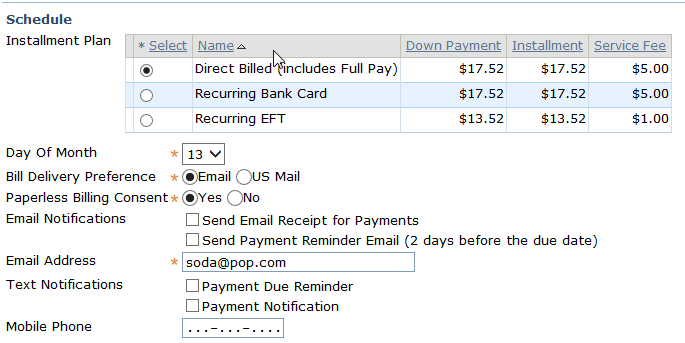 Schedule
Installment Plan
* Select Name Down Payment Installment Service Fee
Direct Billed (includes Full Pay) $17.52 $17.52 $5.00
Recurring Bank Card $17.52 $17.52 $5.00
Recurring EFT $13.52 $13.52 $1.00
Day Of Month * 13
Bill Delivery Preference * Email US Mail
Paperless Billing Consent * Yes No
Email Notifications Send Email Receipt for Payments
Send Payment Reminder Email (2 days before the due date)
Email Address * soda@pop.com
Text Notifications Payment Due Reminder
Payment Notification
Mobile Phone ...-...-....